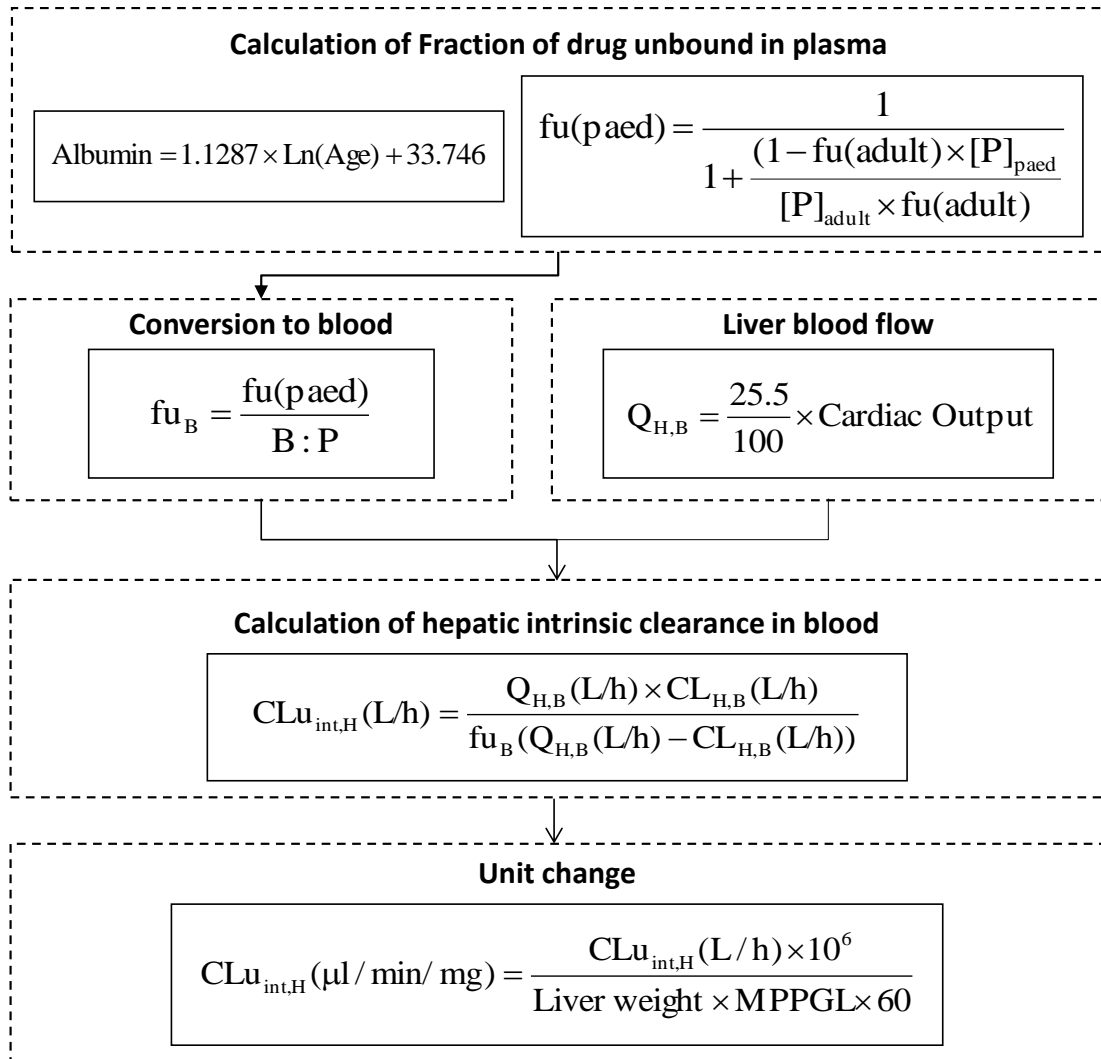 Calculation of Fraction of drug unbound in plasma
Albumin = 1.1287 × Ln(Age) + 33.746
fu(paed) = 1 / 1 + (1 − fu(adult) × [P]paed / [P]adult × fu(adult)
Conversion to blood
fuB = fu(paed) / B : P
Liver blood flow
QH,B = 25.5 / 100 × Cardiac Output
Calculation of hepatic intrinsic clearance in blood
CLuint,H (L/h) = QH,B (L/h) × CLH,B (L/h) / fuB (QH,B (L/h) − CLH,B (L/h))
Unit change
CLuint,H (μl / min/ mg) = CLuint,H (L / h) × 10⁶ / Liver weight × MPPGL × 60